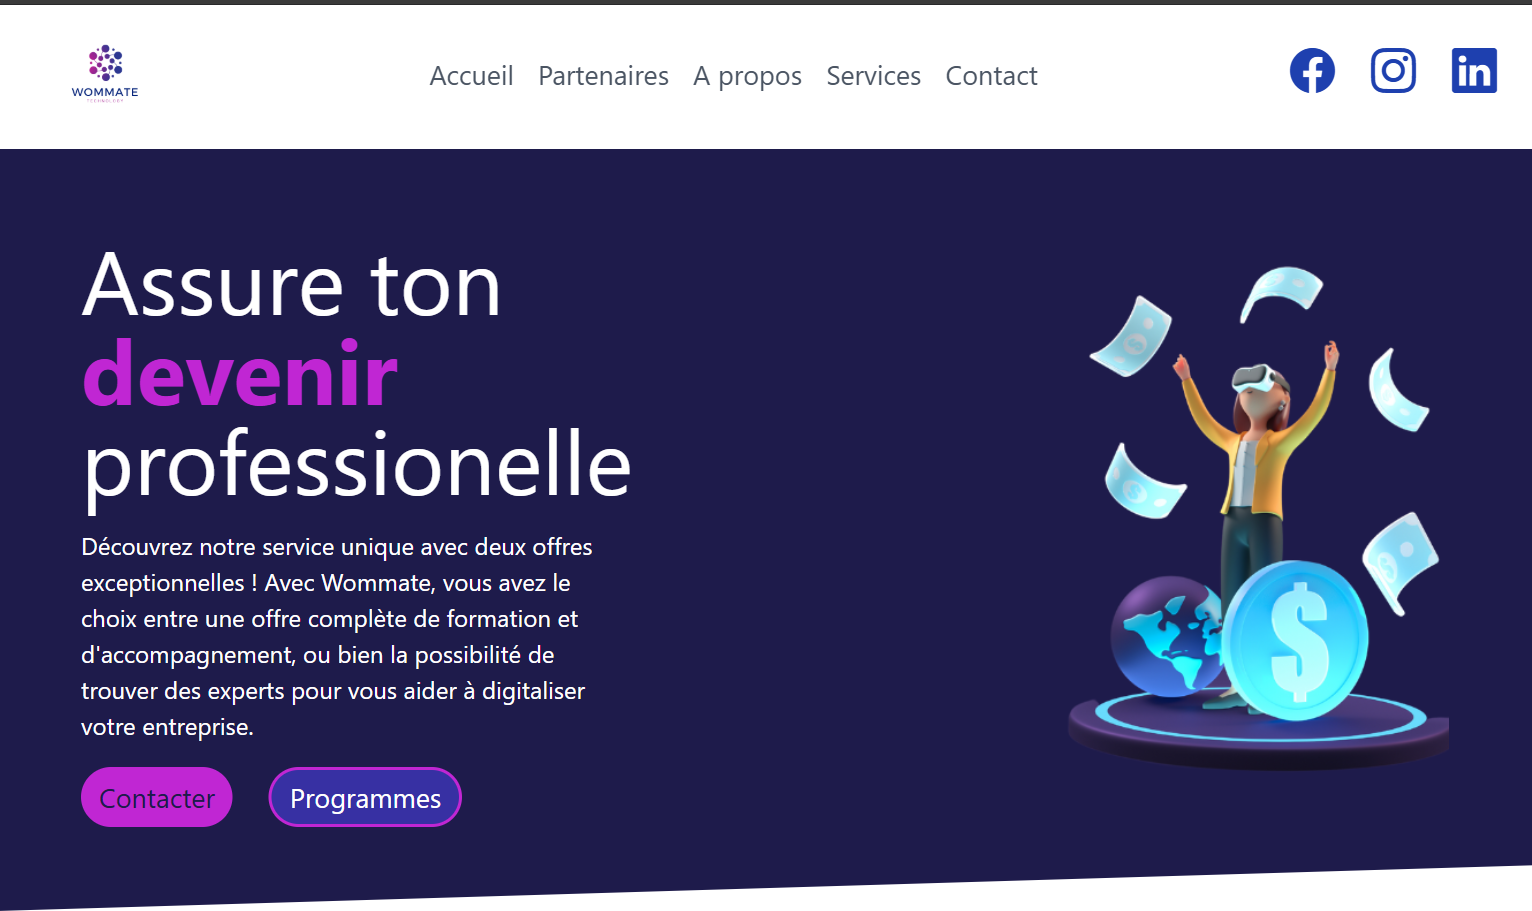 WOMMATE
TECHNOLOGY
Accueil Partenaires A propos Services Contact
Assure ton
devenir
professionelle
Découvrez notre service unique avec deux offres
exceptionnelles ! Avec Wommate, vous avez le
choix entre une offre complète de formation et
d'accompagnement, ou bien la possibilité de
trouver des experts pour vous aider à digitaliser
votre entreprise.
Contacter Programmes
$